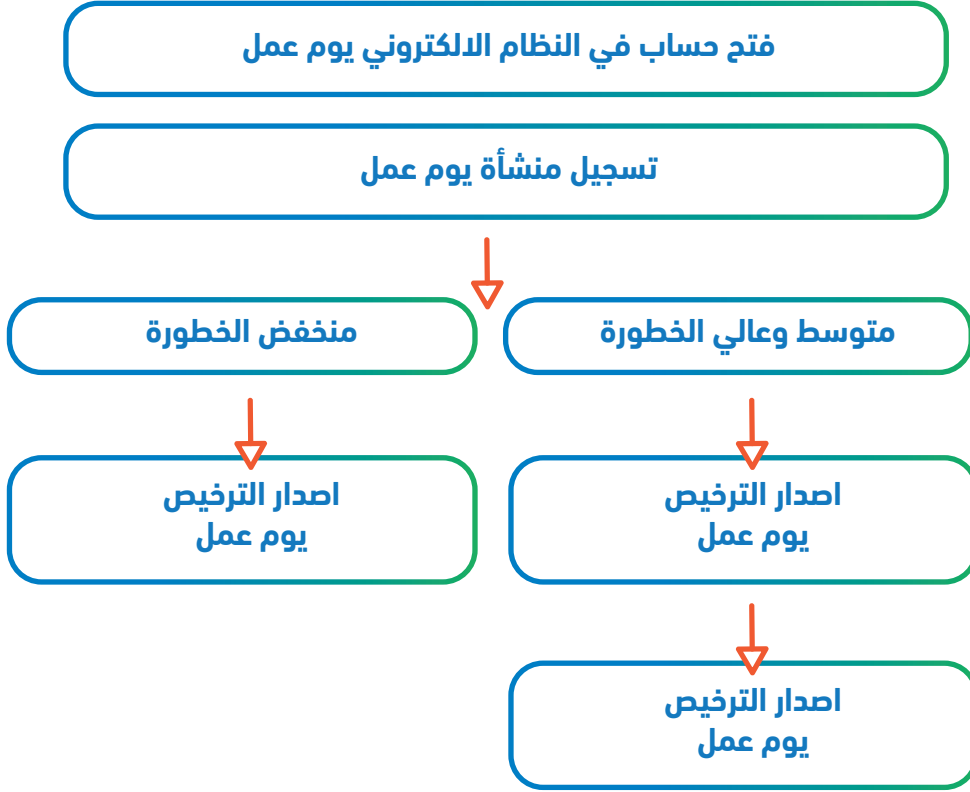 فتح حساب في النظام الالكتروني يوم عمل
تسجيل منشأة يوم عمل
متوسط وعالي الخطورة
منخفض الخطورة
اصدار الترخيص
يوم عمل
اصدار الترخيص
يوم عمل
اصدار الترخيص
يوم عمل